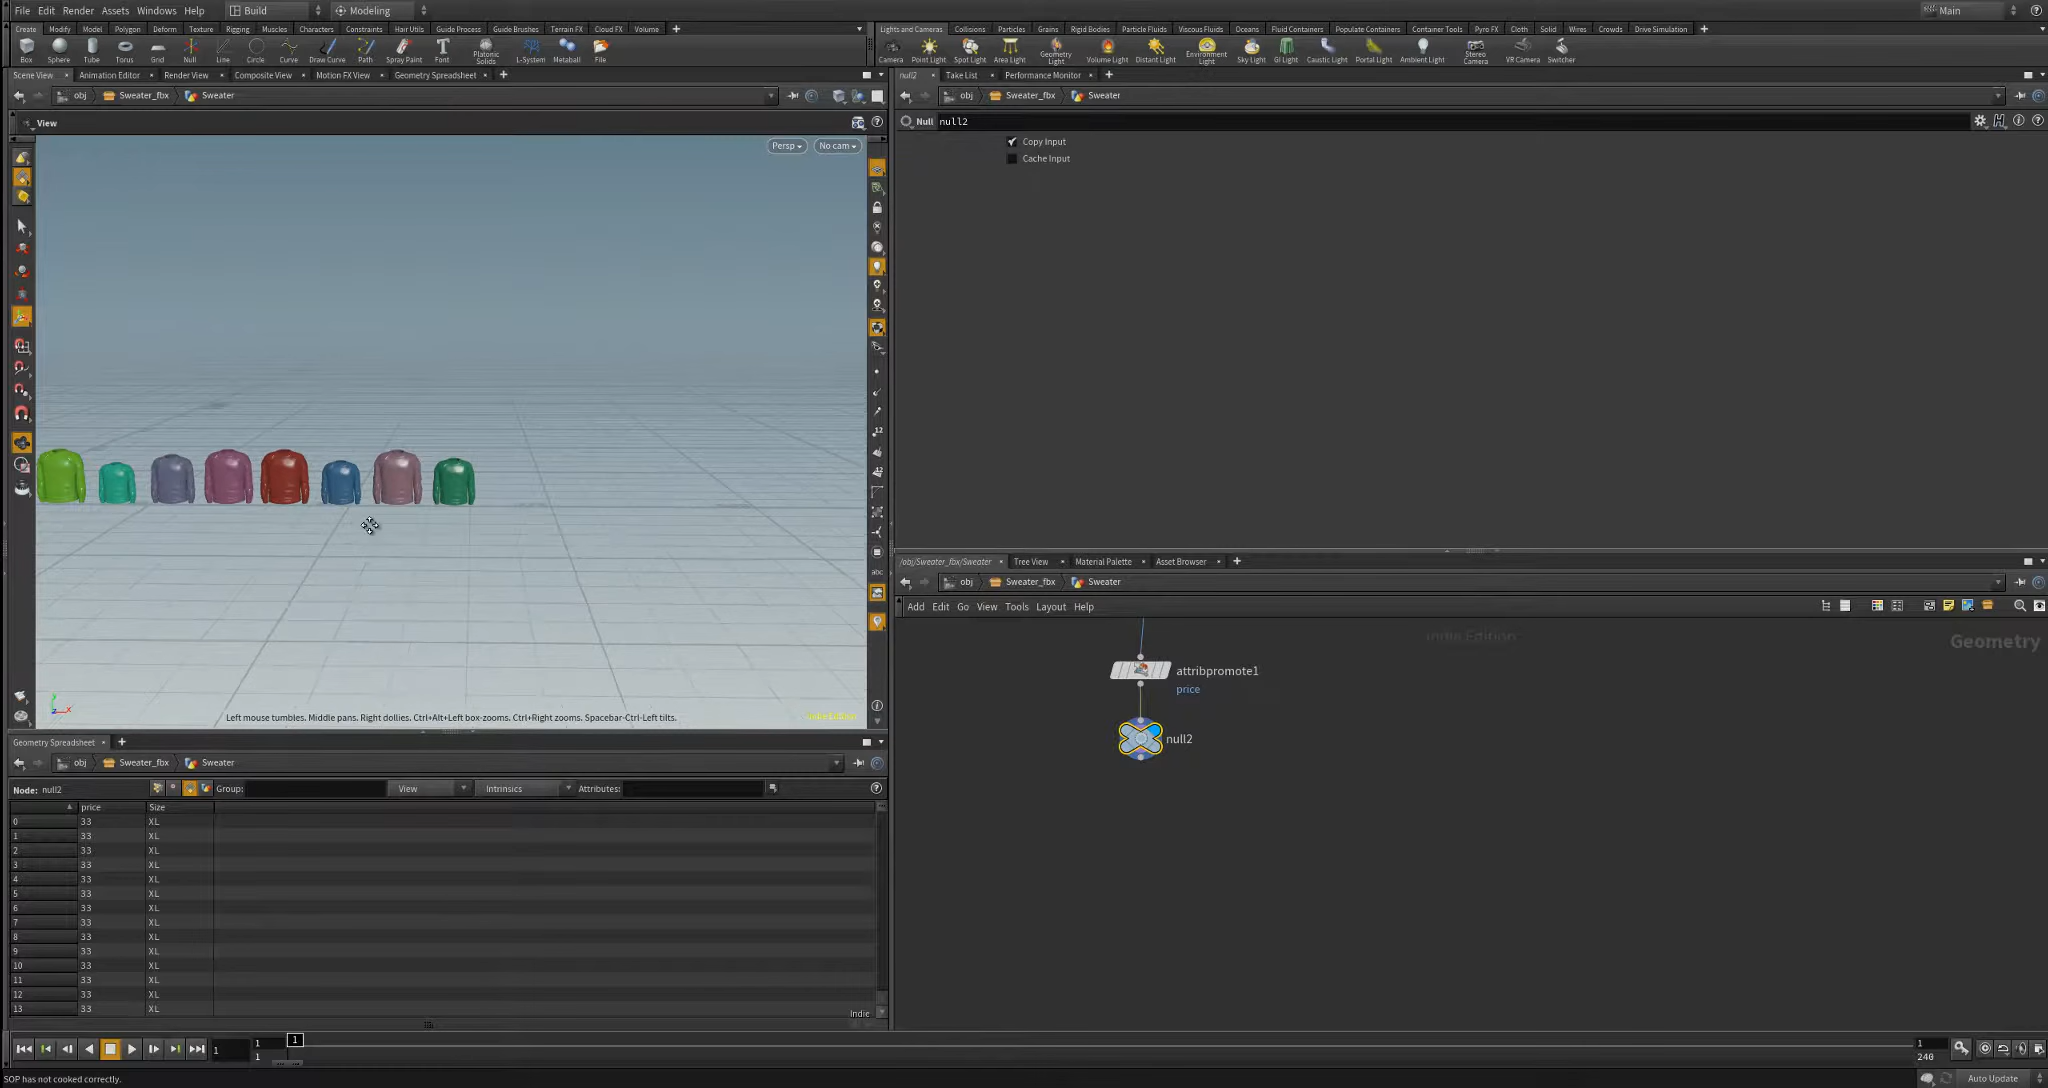 File Edit Render Assets Windows Help Build Modeling Main
Create Modify Model Polygon Deform Texture Rigging Muscles Characters Constraints Hair Utils Guide Process Guide Brushes Terrain FX Cloud FX Volume
Box Sphere Tube Torus Grid Null Line Circle Curve Draw Curve Path Spray Paint Font Platonic Solids L-System Metaball File
Lights and Cameras Collisions Particles Grains Rigid Bodies Particle Fluids Viscous Fluids Oceans Fluid Containers Populate Containers Container Tools Pyro FX Cloth Solid Wires Crowds Drive Simulation
Camera Point Light Spot Light Area Light Geometry Light Volume Light Distant Light Environment Light Sky Light GI Light Caustic Light Portal Light Ambient Light Stereo Camera VR Camera Switcher
Scene View Animation Editor Render View Composite View Motion FX View Geometry Spreadsheet
obj Sweater_fbx Sweater
View
Persp No cam
Left mouse tumbles. Middle pans. Right dollies. Ctrl+Alt+Left box-zooms. Ctrl+Right zooms. Spacebar-Ctrl-Left tilts.
Indie Edition
null2 Take List Performance Monitor
obj Sweater_fbx Sweater
Null null2
Copy Input
Cache Input
/obj/Sweater_fbx/Sweater Tree View Material Palette Asset Browser
obj Sweater_fbx Sweater
Add Edit Go View Tools Layout Help
Indie Edition
Geometry
attribpromote1
price
null2
Geometry Spreadsheet
obj Sweater_fbx Sweater
Node: null2 Group: View Intrinsics Attributes:
price Size
0 33 XL
1 33 XL
2 33 XL
3 33 XL
4 33 XL
5 33 XL
6 33 XL
7 33 XL
8 33 XL
9 33 XL
10 33 XL
11 33 XL
12 33 XL
13 33 XL
Indie
1 1 1 1
1 240
SOP has not cooked correctly.
Auto Update